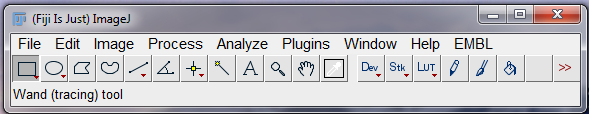 (Fiji Is Just) ImageJ
File Edit Image Process Analyze Plugins Window Help EMBL
A Dev Stk LUT >>
Wand (tracing) tool